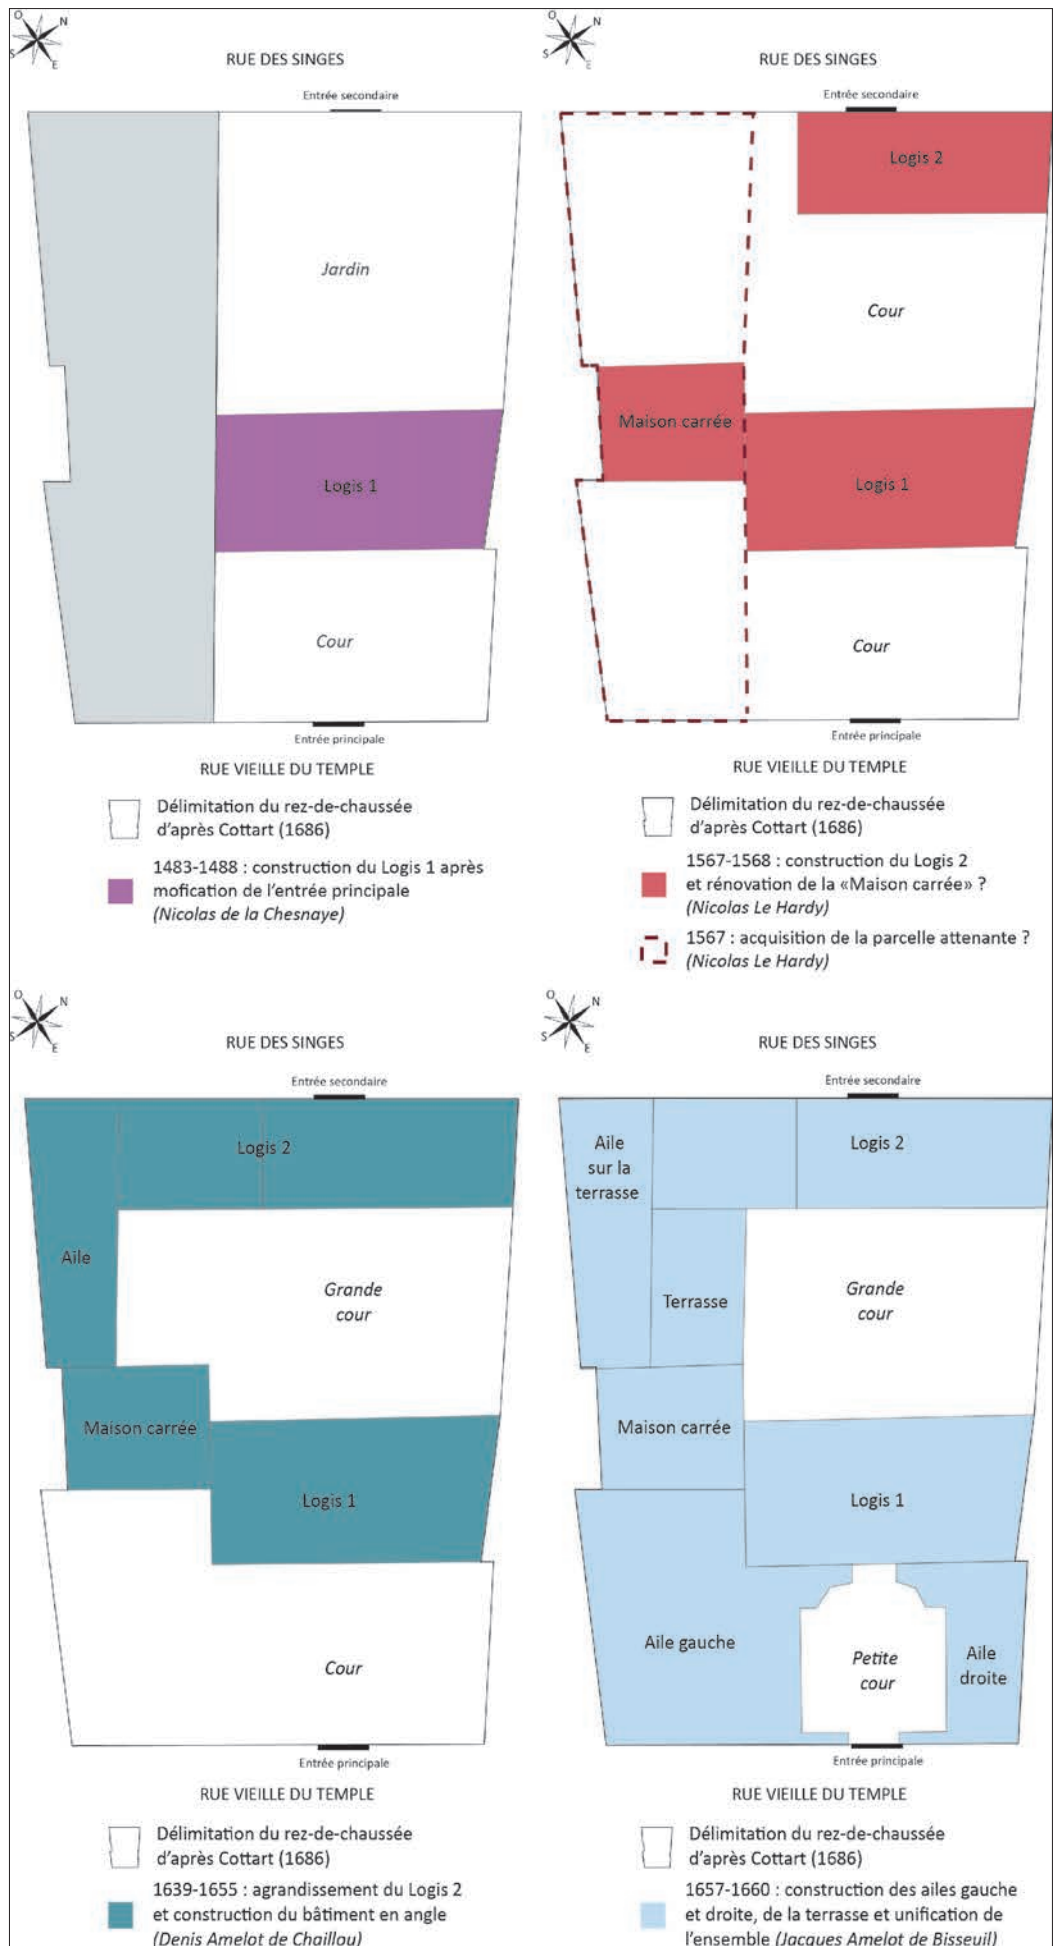 O
N
S
E
RUE DES SINGES
Entrée secondaire
Jardin
Logis 1
Cour
Entrée principale
RUE VIEILLE DU TEMPLE
Délimitation du rez-de-chaussée
d'après Cottart (1686)
1483-1488 : construction du Logis 1 après
mofication de l'entrée principale
(Nicolas de la Chesnaye)
O
N
S
E
RUE DES SINGES
Entrée secondaire
Logis 2
Cour
Maison carrée
Logis 1
Cour
Entrée principale
RUE VIEILLE DU TEMPLE
Délimitation du rez-de-chaussée
d'après Cottart (1686)
1567-1568 : construction du Logis 2
et rénovation de la «Maison carrée» ?
(Nicolas Le Hardy)
1567 : acquisition de la parcelle attenante ?
(Nicolas Le Hardy)
O
N
S
E
RUE DES SINGES
Entrée secondaire
Logis 2
Aile
Grande
cour
Maison carrée
Logis 1
Cour
Entrée principale
RUE VIEILLE DU TEMPLE
Délimitation du rez-de-chaussée
d'après Cottart (1686)
1639-1655 : agrandissement du Logis 2
et construction du bâtiment en angle
(Denis Amelot de Chaillou)
O
N
S
E
RUE DES SINGES
Entrée secondaire
Aile
sur la
terrasse
Logis 2
Terrasse
Grande
cour
Maison carrée
Logis 1
Aile gauche
Petite
cour
Aile
droite
Entrée principale
RUE VIEILLE DU TEMPLE
Délimitation du rez-de-chaussée
d'après Cottart (1686)
1657-1660 : construction des ailes gauche
et droite, de la terrasse et unification de
l'ensemble (Jacques Amelot de Bisseuil)